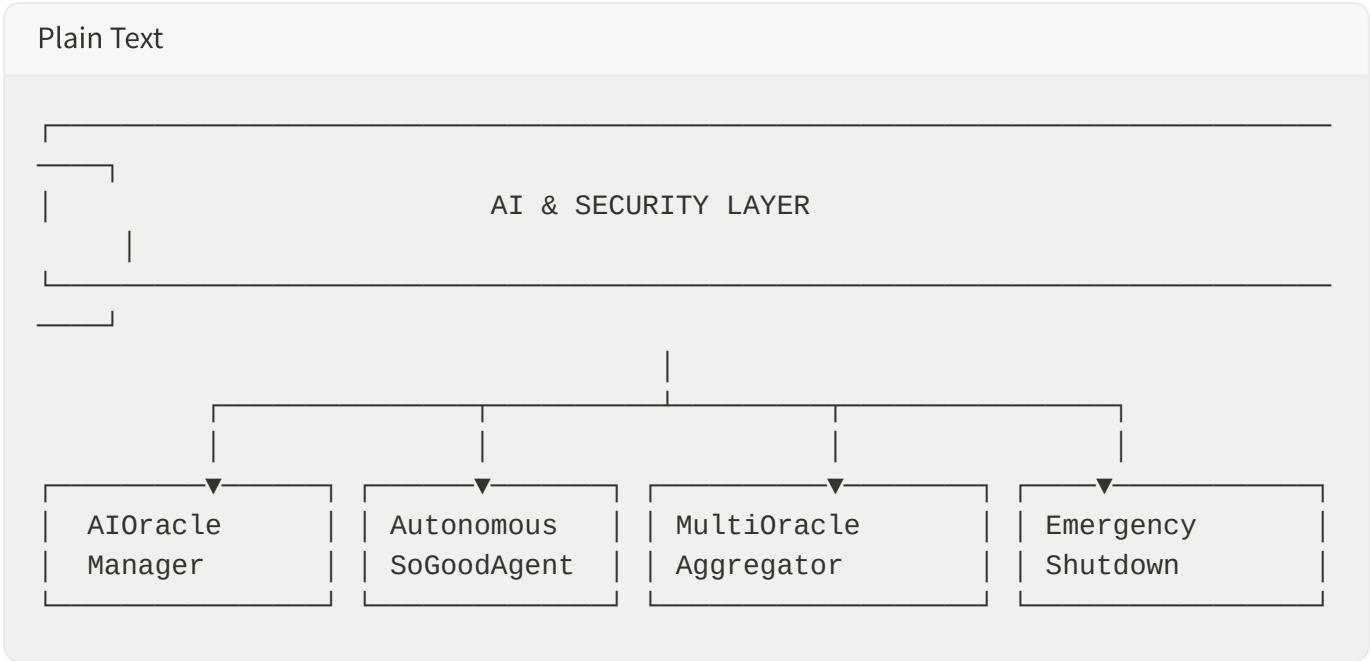 Plain Text
AI & SECURITY LAYER
AIOracle Autonomous MultiOracle Emergency
Manager SoGoodAgent Aggregator Shutdown